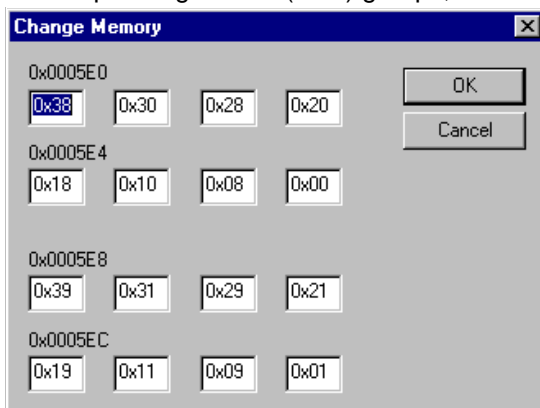 Change Memory
0x0005E0
0x38 0x30 0x28 0x20
OK
Cancel
0x0005E4
0x18 0x10 0x08 0x00
0x0005E8
0x39 0x31 0x29 0x21
0x0005EC
0x19 0x11 0x09 0x01